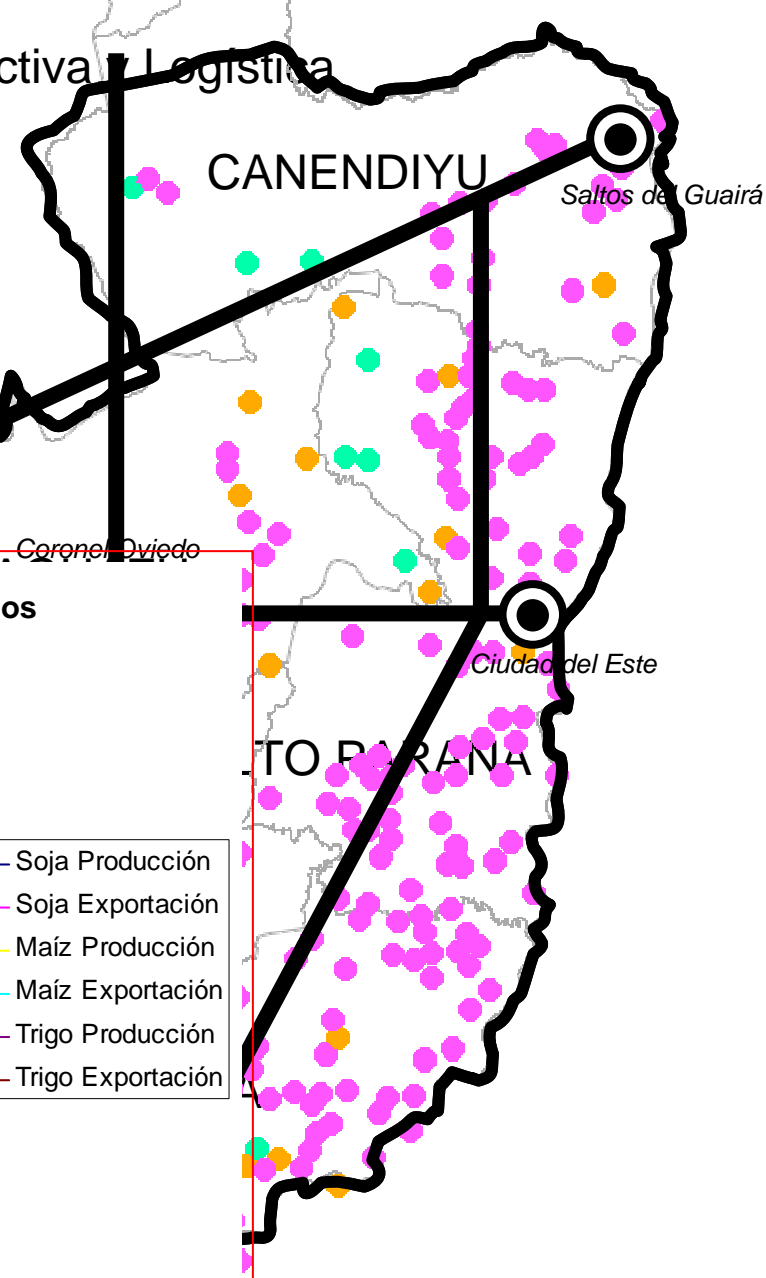 ctiva y Logística
CANENDIYU
Saltos del Guairá
Coronel Oviedo
os
Ciudad del Este
LTO PARANA
Soja Producción
Soja Exportación
Maíz Producción
Maíz Exportación
Trigo Producción
Trigo Exportación